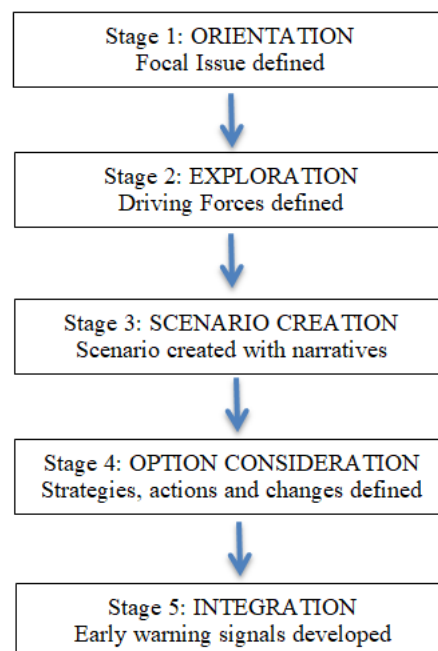 Stage 1: ORIENTATION
Focal Issue defined
Stage 2: EXPLORATION
Driving Forces defined
Stage 3: SCENARIO CREATION
Scenario created with narratives
Stage 4: OPTION CONSIDERATION
Strategies, actions and changes defined
Stage 5: INTEGRATION
Early warning signals developed